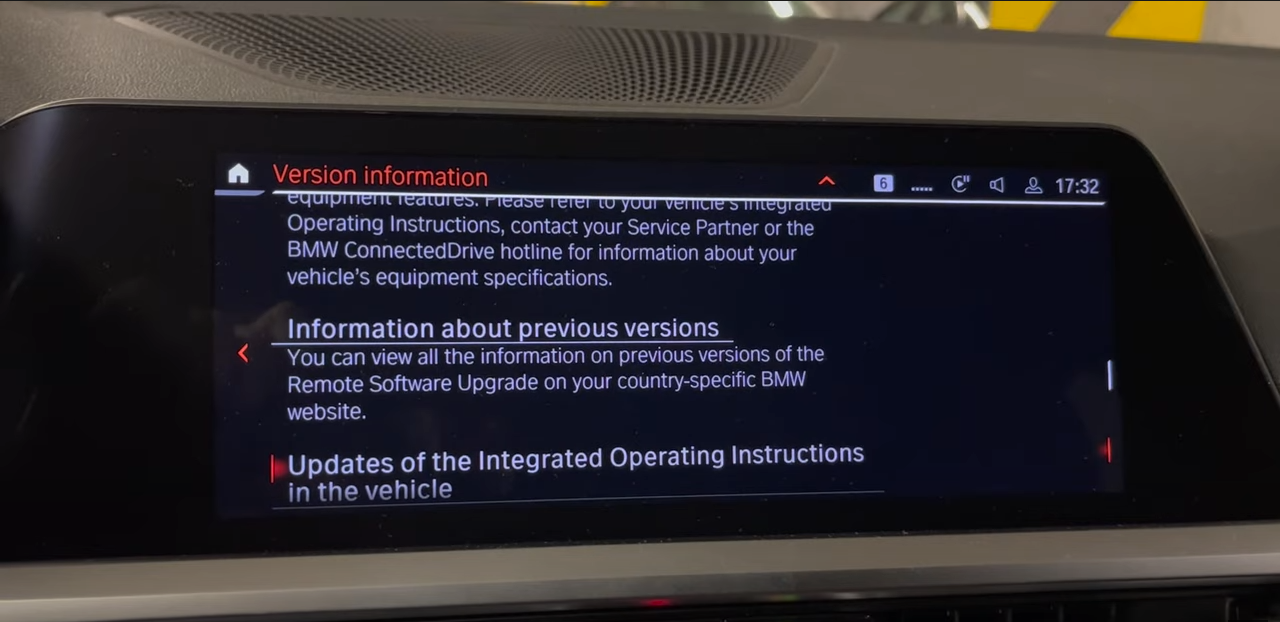 Version information
6
17:32
equipment features. Please refer to your vehicle's Integrated
Operating Instructions, contact your Service Partner or the
BMW ConnectedDrive hotline for information about your
vehicle's equipment specifications.
Information about previous versions
You can view all the information on previous versions of the
Remote Software Upgrade on your country-specific BMW
website.
Updates of the Integrated Operating Instructions
in the vehicle